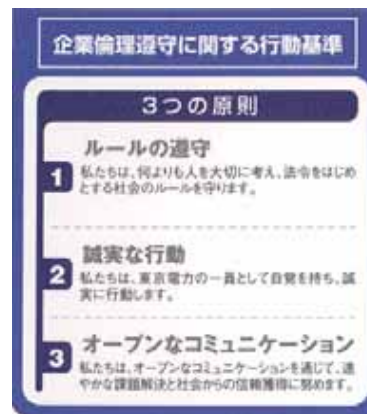 企業倫理遵守に関する行動基準
3つの原則
ルールの遵守
1
私たちは、何よりも人を大切に考え、法令をはじめ
とする社会のルールを守ります。
誠実な行動
2
私たちは、東京電力の一員として自覚を持ち、誠
実に行動します。
オープンなコミュニケーション
3
私たちは、オープンなコミュニケーションを通じて、速
やかな課題解決と社会からの信頼獲得に努めます。